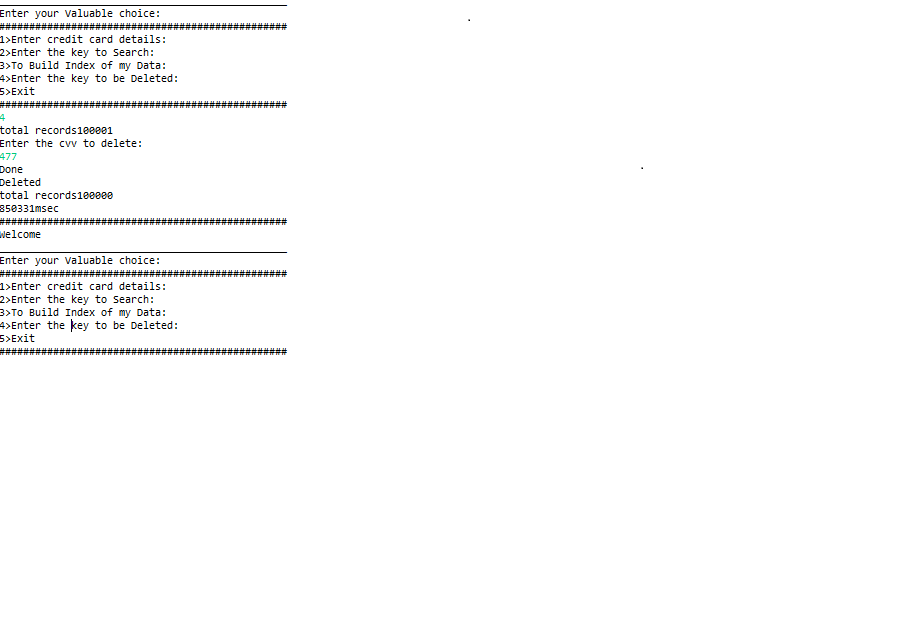 Enter your Valuable choice:
################################################
1>Enter credit card details:
2>Enter the key to Search:
3>To Build Index of my Data:
4>Enter the key to be Deleted:
5>Exit
################################################
4
total records100001
Enter the cvv to delete:
477
Done
Deleted
total records100000
850331msec
################################################
Welcome
________________________________________________
Enter your Valuable choice:
################################################
1>Enter credit card details:
2>Enter the key to Search:
3>To Build Index of my Data:
4>Enter the key to be Deleted:
5>Exit
################################################